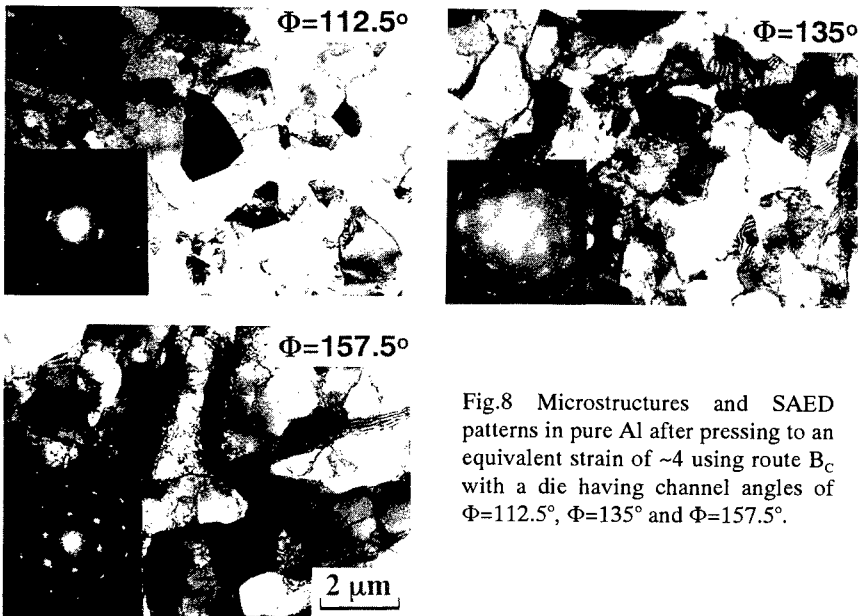 Φ=112.5°
Φ=135°
Φ=157.5°
2 μm
Fig.8 Microstructures and SAED
patterns in pure Al after pressing to an
equivalent strain of ~4 using route B_C
with a die having channel angles of
Φ=112.5°, Φ=135° and Φ=157.5°.